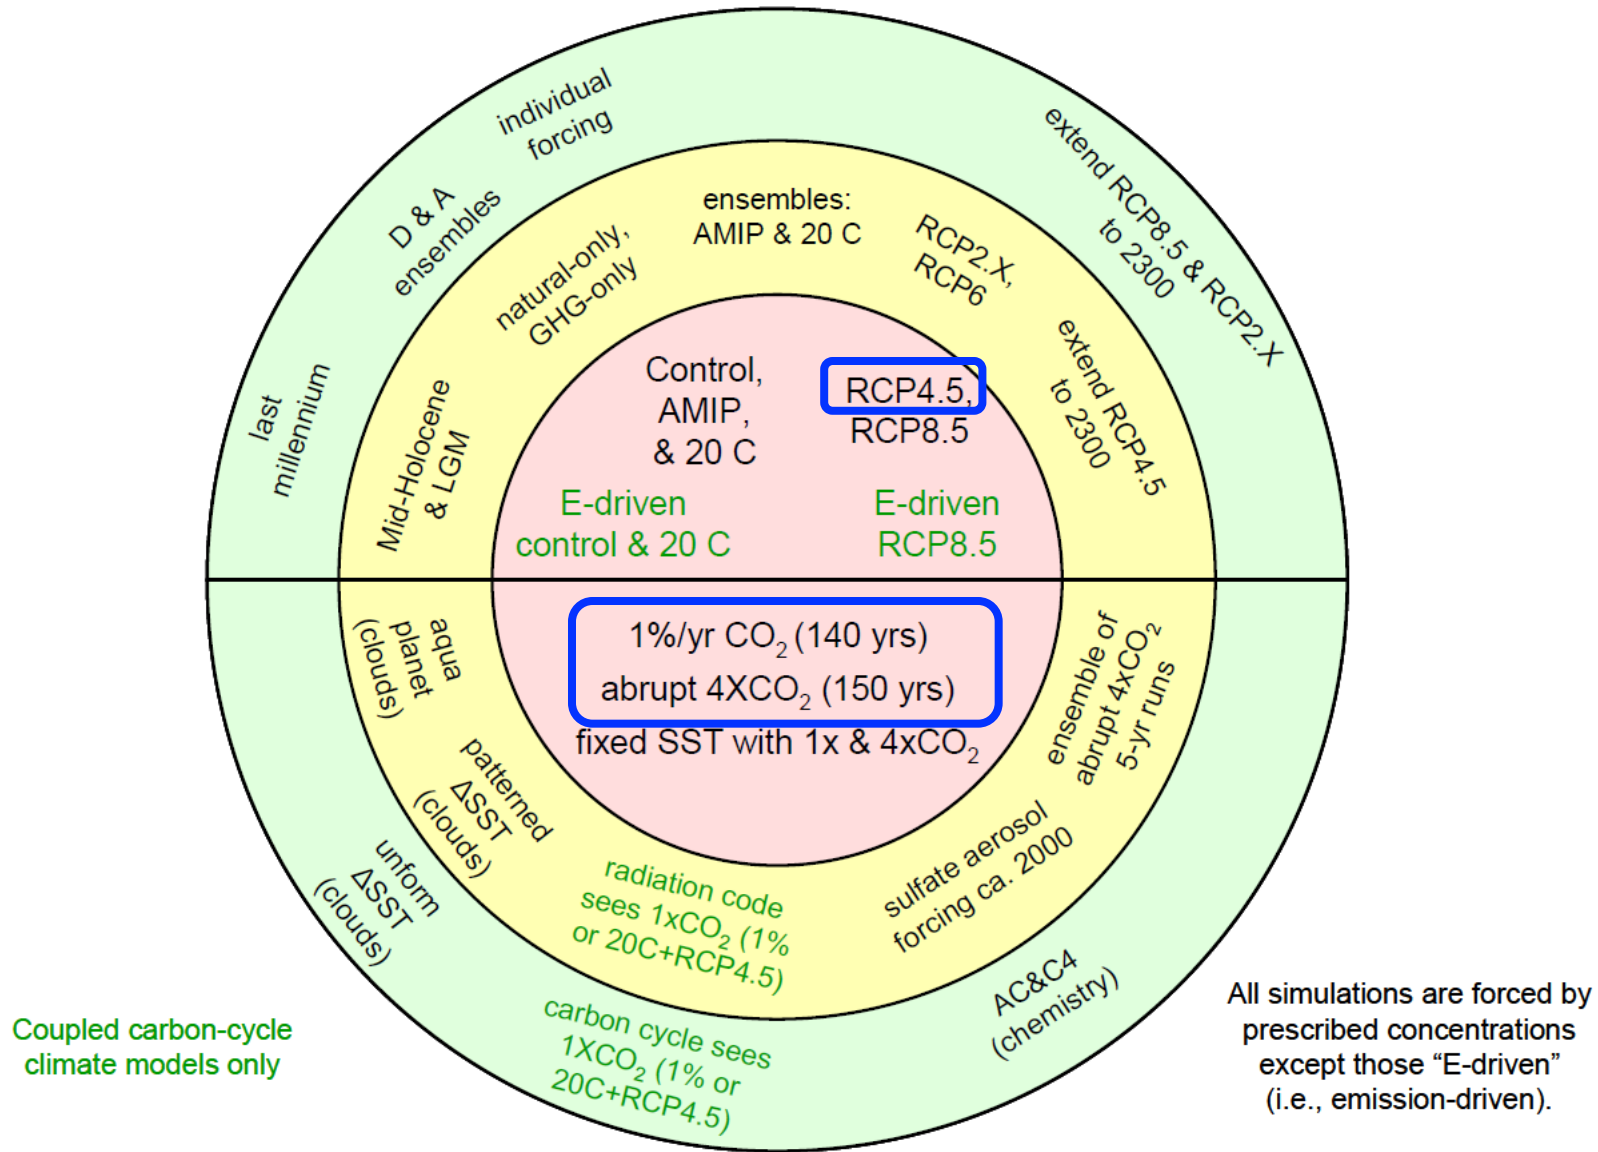 individual
forcing
D & A
ensembles
last
millennium
extend RCP8.5 & RCP2.X
to 2300
ensembles:
AMIP & 20 C
natural-only,
GHG-only
RCP2.X,
RCP6
Mid-Holocene
& LGM
extend RCP4.5
to 2300
Control,
AMIP,
& 20 C
RCP4.5,
RCP8.5
E-driven
control & 20 C
E-driven
RCP8.5
1%/yr CO₂ (140 yrs)
abrupt 4XCO₂ (150 yrs)
fixed SST with 1x & 4xCO₂
aqua
planet
(clouds)
ensemble of
abrupt 4xCO₂
5-yr runs
patterned
ΔSST
(clouds)
sulfate aerosol
forcing ca. 2000
radiation code
sees 1xCO₂ (1%
or 20C+RCP4.5)
unform
ΔSST
(clouds)
carbon cycle sees
1XCO₂ (1% or
20C+RCP4.5)
AC&C4
(chemistry)
Coupled carbon-cycle
climate models only
All simulations are forced by
prescribed concentrations
except those “E-driven”
(i.e., emission-driven).